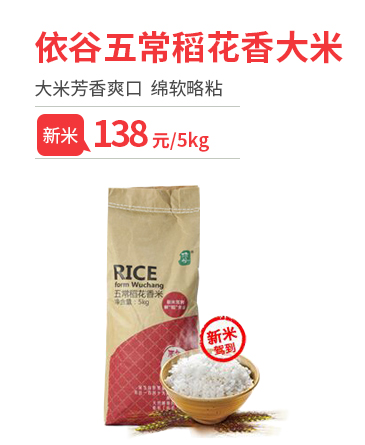 依谷五常稻花香大米
大米芳香爽口 绵软略粘
新米 138 元/5kg
RICE
form Wuchang
五常稻花香米
净含量：5kg
新米
驾到